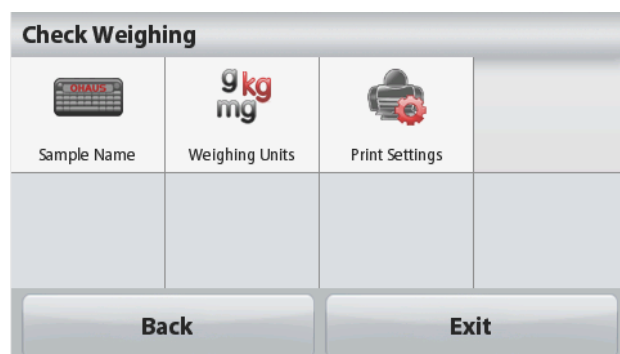 Check Weighing
OHAUS
g kg
mg
Sample Name
Weighing Units
Print Settings
Back
Exit